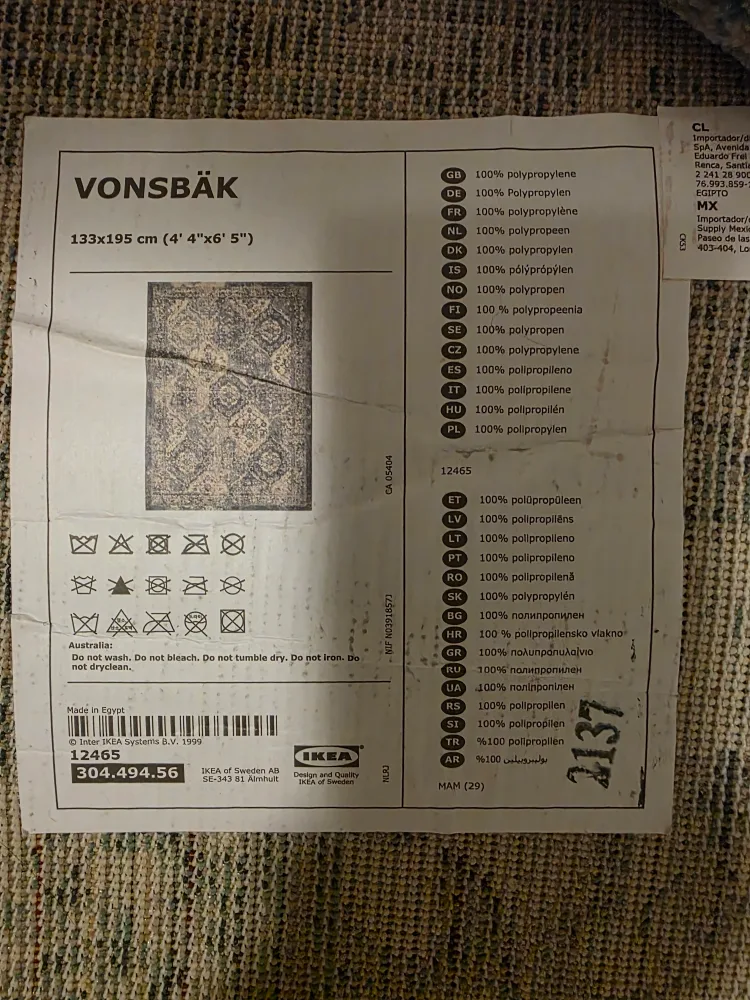 VONSBÄK
133x195 cm (4' 4"x6' 5")
GA 05404
NIF N0391857J
Australia:
Do not wash. Do not bleach. Do not tumble dry. Do not iron. Do
not dryclean.
Made in Egypt
© Inter IKEA Systems B.V. 1999
12465
304.494.56
IKEA of Sweden AB
SE-343 81 Älmhult
IKEA
Design and Quality
IKEA of Sweden
NLRJ
GB 100% polypropylene
DE 100% Polypropylen
FR 100% polypropylène
NL 100% polypropeen
DK 100% polypropylen
IS 100% pólýprópýlen
NO 100% polypropen
FI 100 % polypropeenia
SE 100% polypropen
CZ 100% polypropylene
ES 100% polipropileno
IT 100% polipropilene
HU 100% polipropilén
PL 100% polipropylen
12465
ET 100% polüpropüleen
LV 100% polipropilēns
LT 100% polipropileno
PT 100% polipropileno
RO 100% polipropilenă
SK 100% polypropylén
BG 100% полипропилен
HR 100 % polipropilensko vlakno
GR 100% πολυπροπυλαίνιο
RU 100% полипропилен
UA 100% поліпропілен
RS 100% polipropilen
SI 100% polipropilen
TR %100 polipropilen
AR %100 بوليبروبيلين
MAM (29)
2137
CL
Importador/d
SpA, Avenida
Eduardo Frei
Renca, Santi
2 241 28 900
76.993.859-
EGIPTO
MX
Importador/
Supply Mexi
Paseo de las
403-404, Lo
CKS3